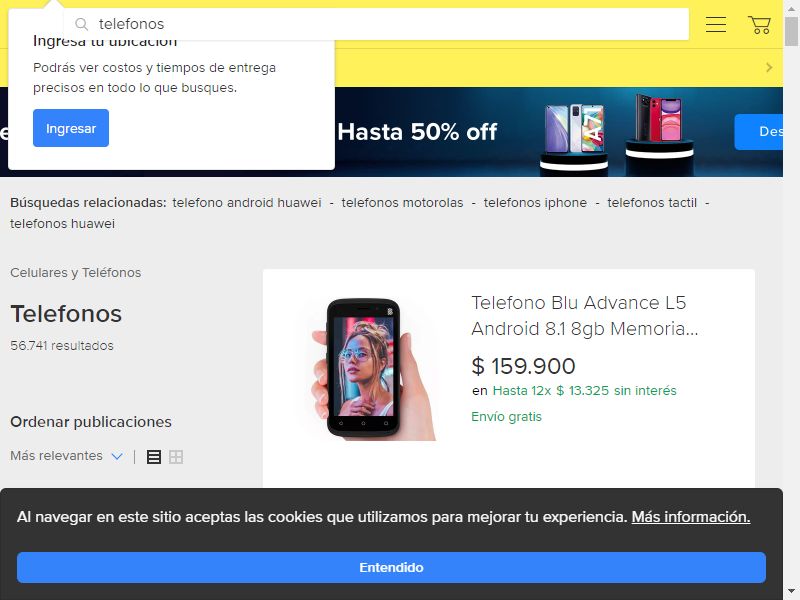 telefonos
Ingresa tu ubicación
Podrás ver costos y tiempos de entrega
precisos en todo lo que busques.
Ingresar
Hasta 50% off
Búsquedas relacionadas: telefono android huawei - telefonos motorolas - telefonos iphone - telefonos tactil -
telefonos huawei
Celulares y Teléfonos
Telefonos
56.741 resultados
Telefono Blu Advance L5
Android 8.1 8gb Memoria...
$ 159.900
en Hasta 12x $ 13.325 sin interés
Envío gratis
Ordenar publicaciones
Más relevantes
Al navegar en este sitio aceptas las cookies que utilizamos para mejorar tu experiencia. Más información.
Entendido